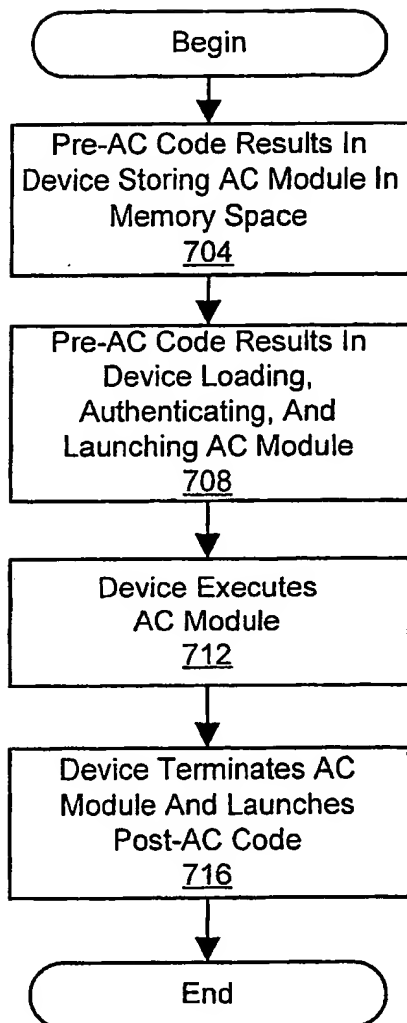 Begin
Pre-AC Code Results In
Device Storing AC Module In
Memory Space
704
Pre-AC Code Results In
Device Loading,
Authenticating, And
Launching AC Module
708
Device Executes
AC Module
712
Device Terminates AC
Module And Launches
Post-AC Code
716
End